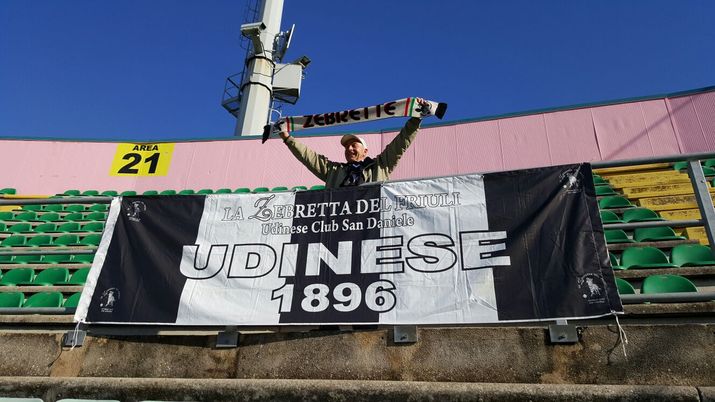 ZEBRETTE
AREA
21
LA ZEBRETTA DEL FRIULI
Udinese Club San Daniele
UDINESE
1896